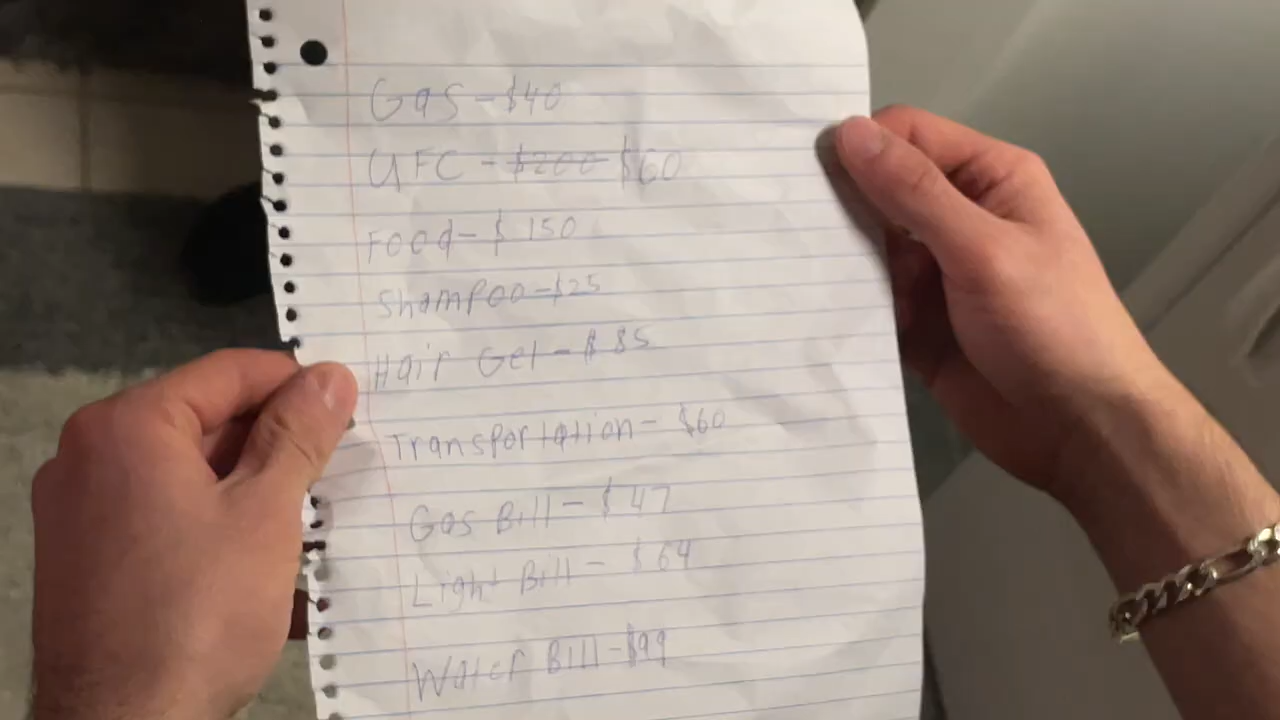 Gas - $40
UFC - $200 $60
Food - $150
Shampoo - $25
Hair Gel - $85
Transportation - $60
Gas Bill - $47
Light Bill - $64
Water Bill - $99